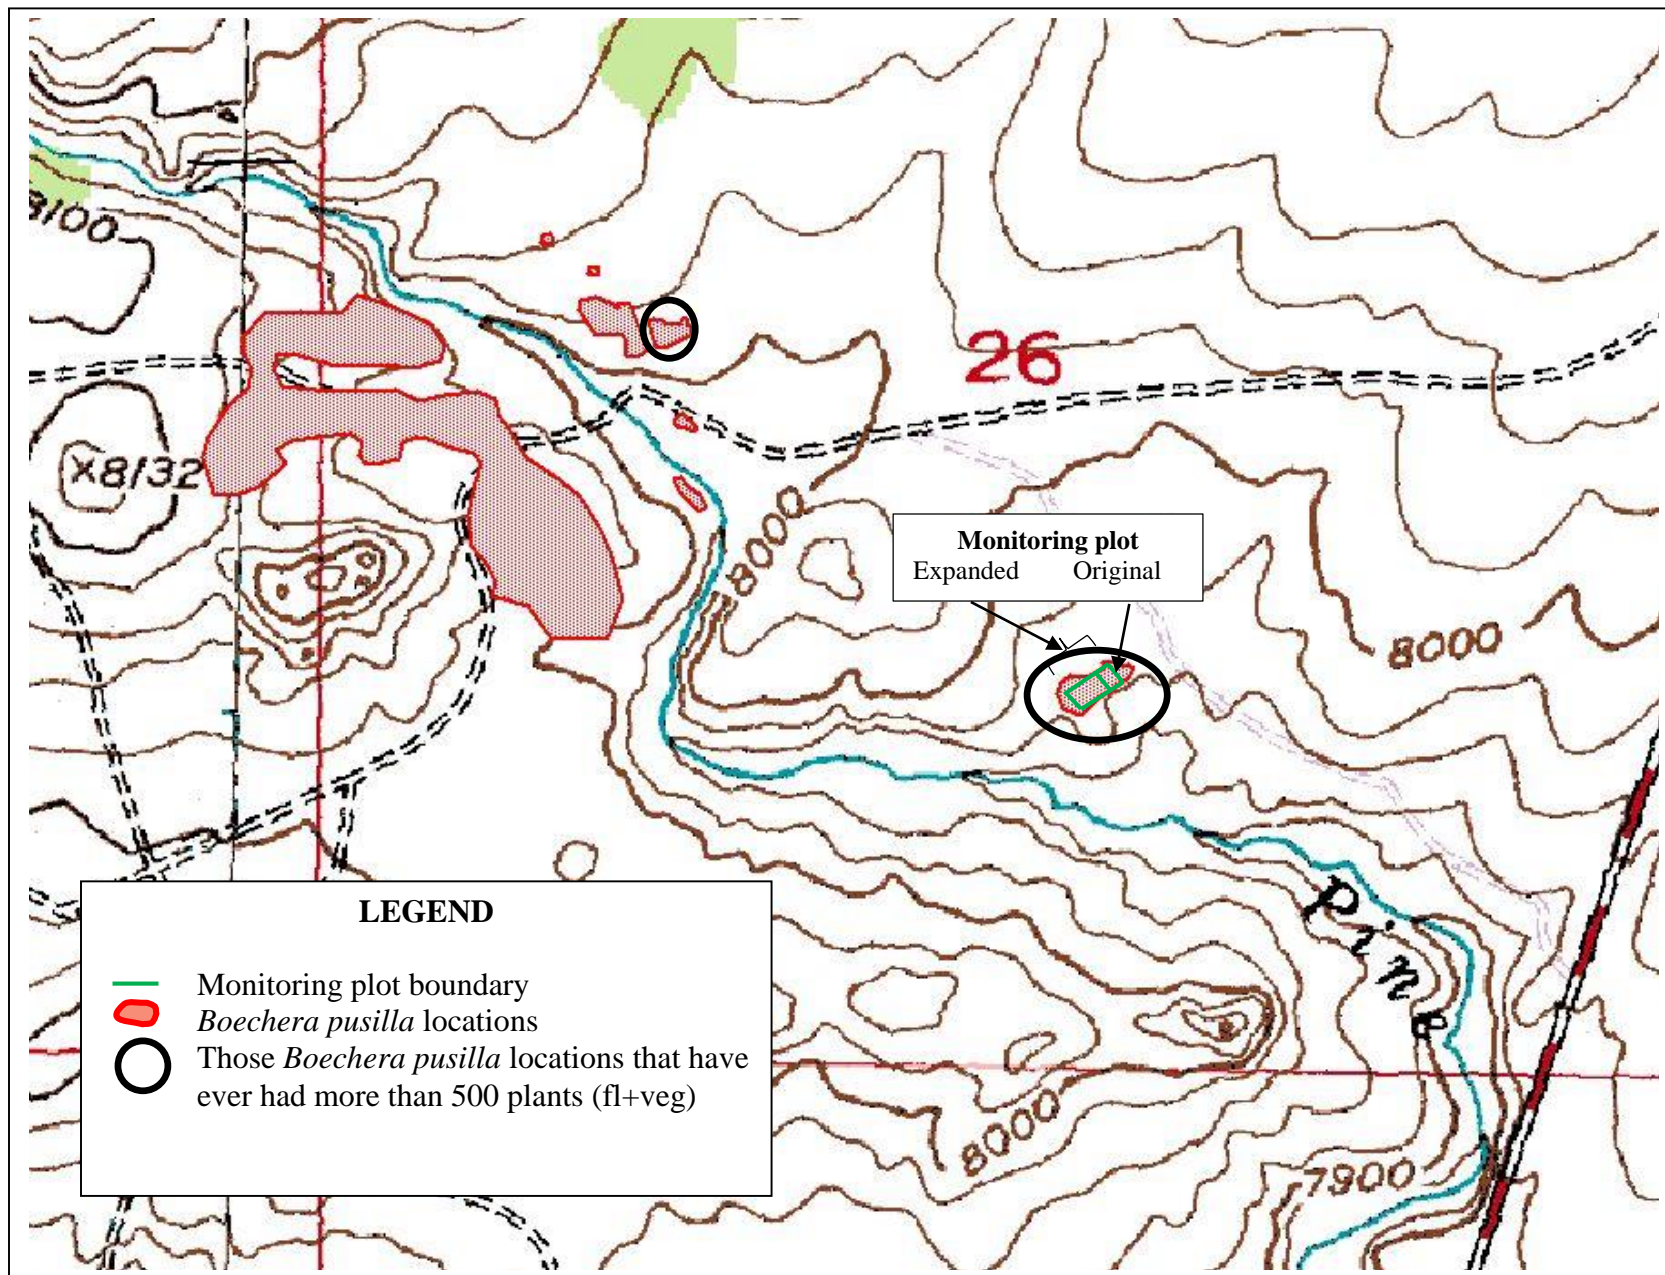 8100
26
X8132
8000
Monitoring plot
Expanded Original
8000
Pine
LEGEND
Monitoring plot boundary
Boechera pusilla locations
Those Boechera pusilla locations that have
ever had more than 500 plants (fl+veg)
8000
7900